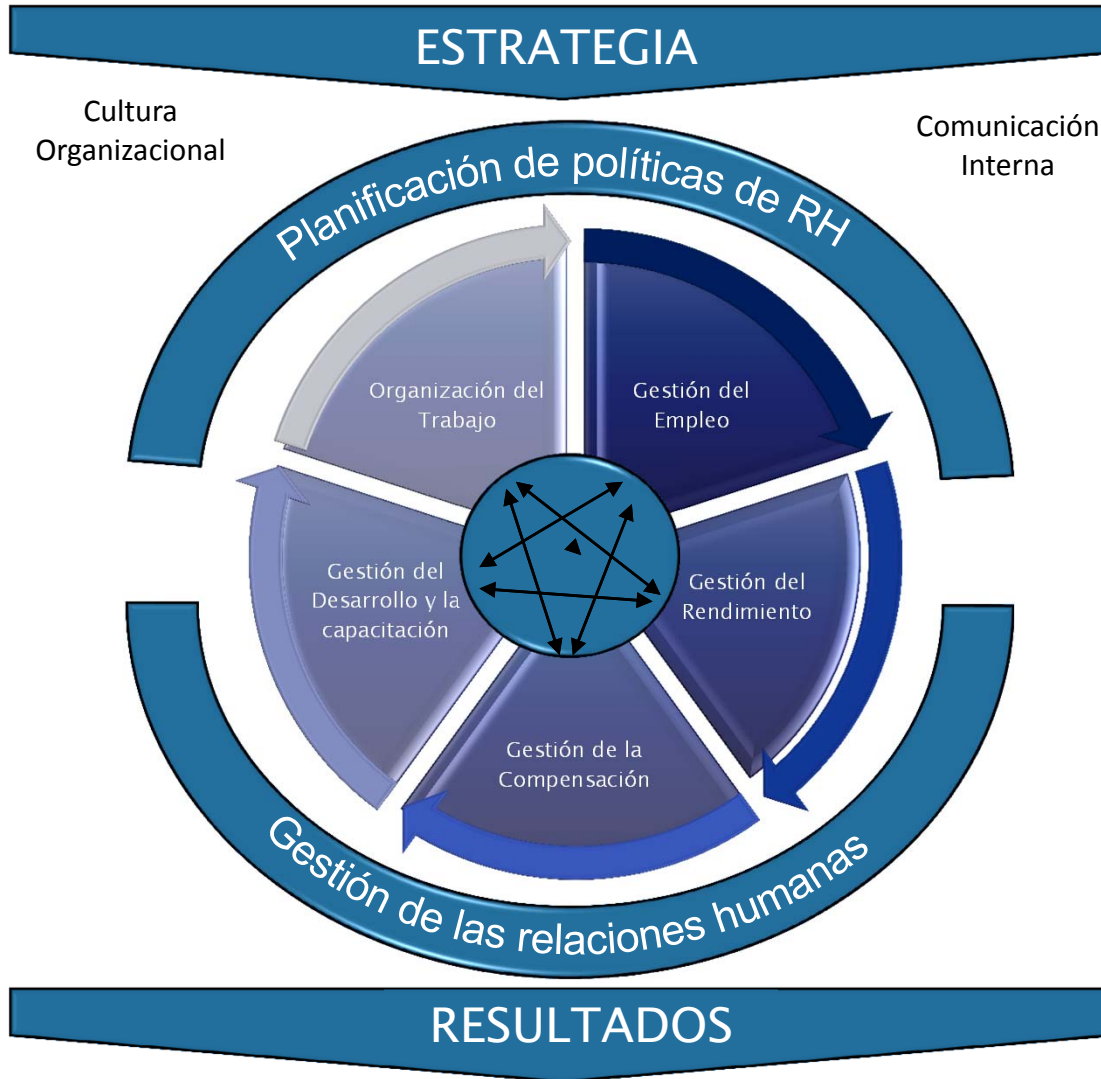 ESTRATEGIA
Cultura
Organizacional
Comunicación
Interna
Planificación de políticas de RH
Organización del
Trabajo
Gestión del
Empleo
Gestión del
Desarrollo y la
capacitación
Gestión del
Rendimiento
Gestión de la
Compensación
Gestión de las relaciones humanas
RESULTADOS